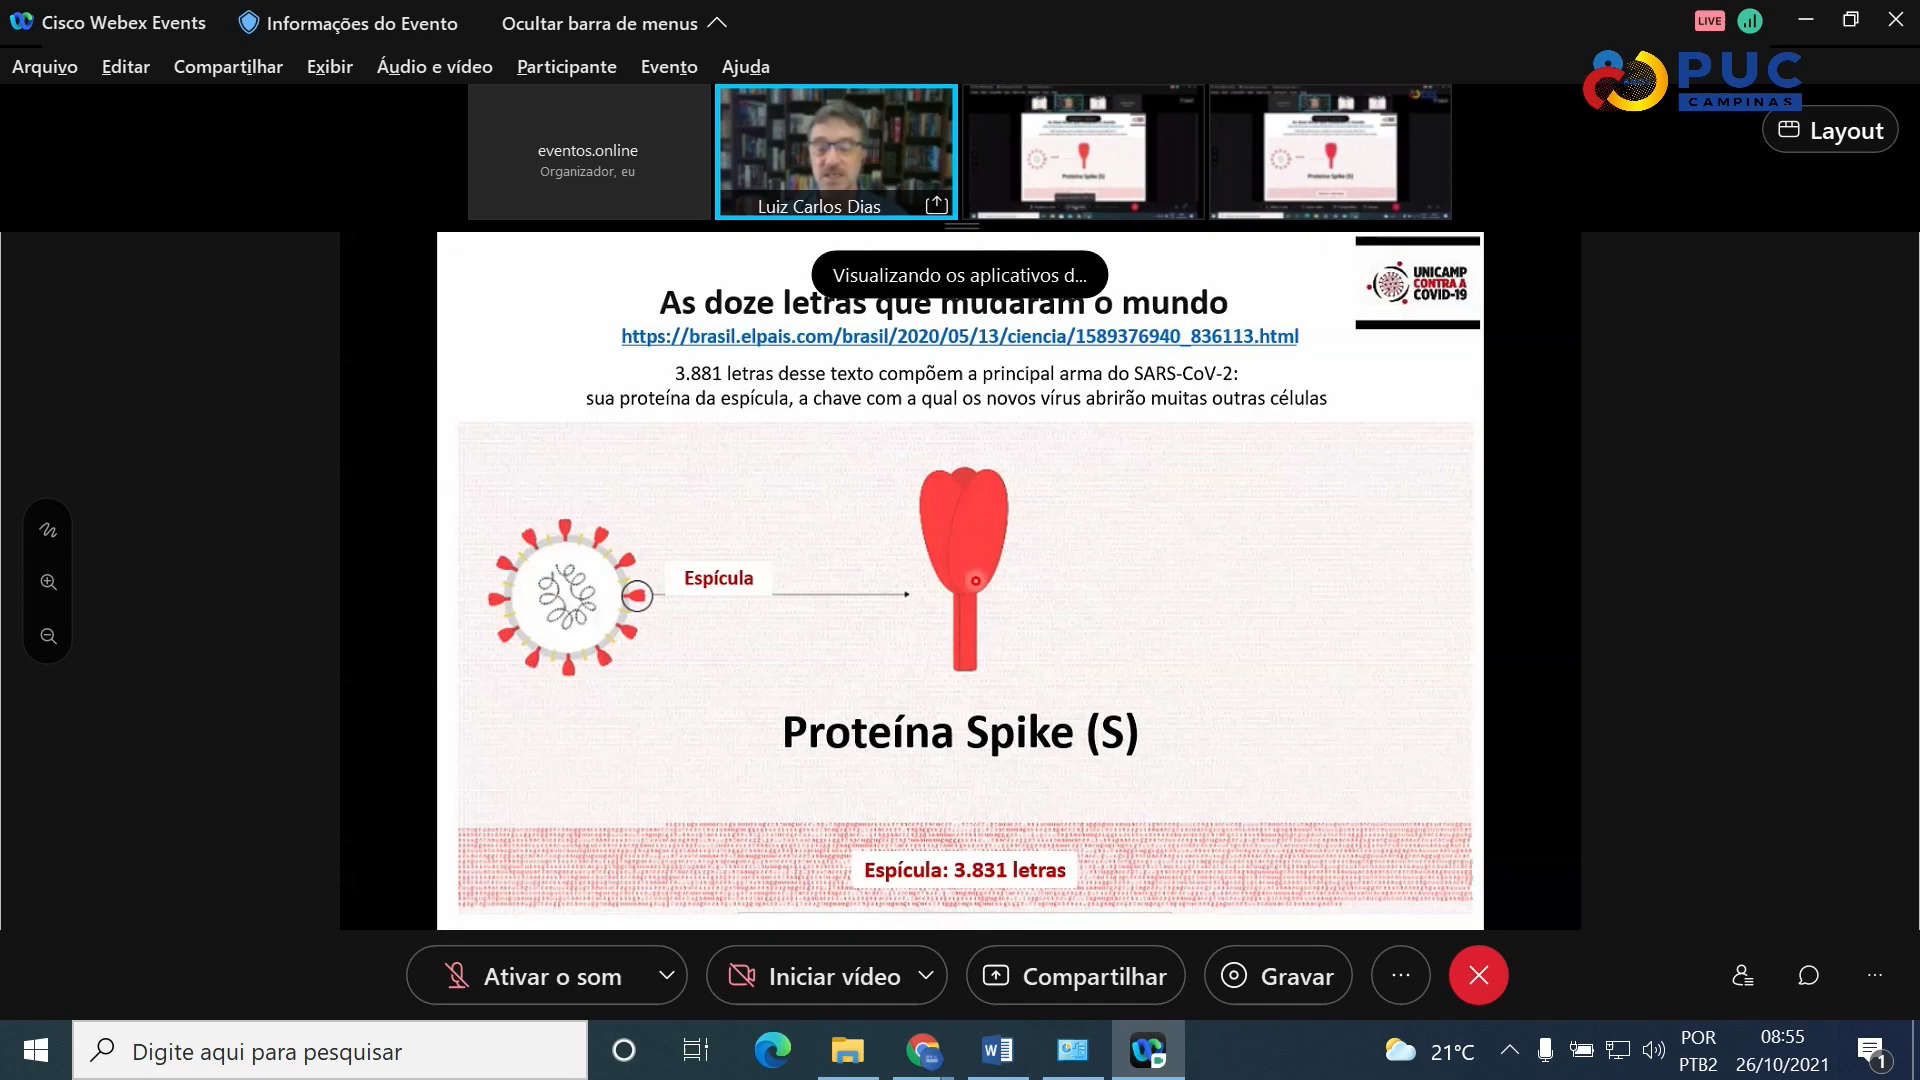 Cisco Webex Events
Informações do Evento
Ocultar barra de menus
LIVE
Arquivo Editar Compartilhar Exibir Áudio e vídeo Participante Evento Ajuda
PUC
CAMPINAS
Layout
eventos.online
Organizador, eu
Luiz Carlos Dias
Proteína Spike (S)
Proteína Spike (S)
Visualizando os aplicativos d...
As doze letras que mudaram o mundo
https://brasil.elpais.com/brasil/2020/05/13/ciencia/1589376940_836113.html
UNICAMP
CONTRA A
COVID-19
3.881 letras desse texto compõem a principal arma do SARS-CoV-2:
sua proteína da espícula, a chave com a qual os novos vírus abrirão muitas outras células
Espícula
Proteína Spike (S)
Espícula: 3.831 letras
Ativar o som
Iniciar vídeo
Compartilhar
Gravar
Digite aqui para pesquisar
21°C
POR
PTB2
08:55
26/10/2021
1